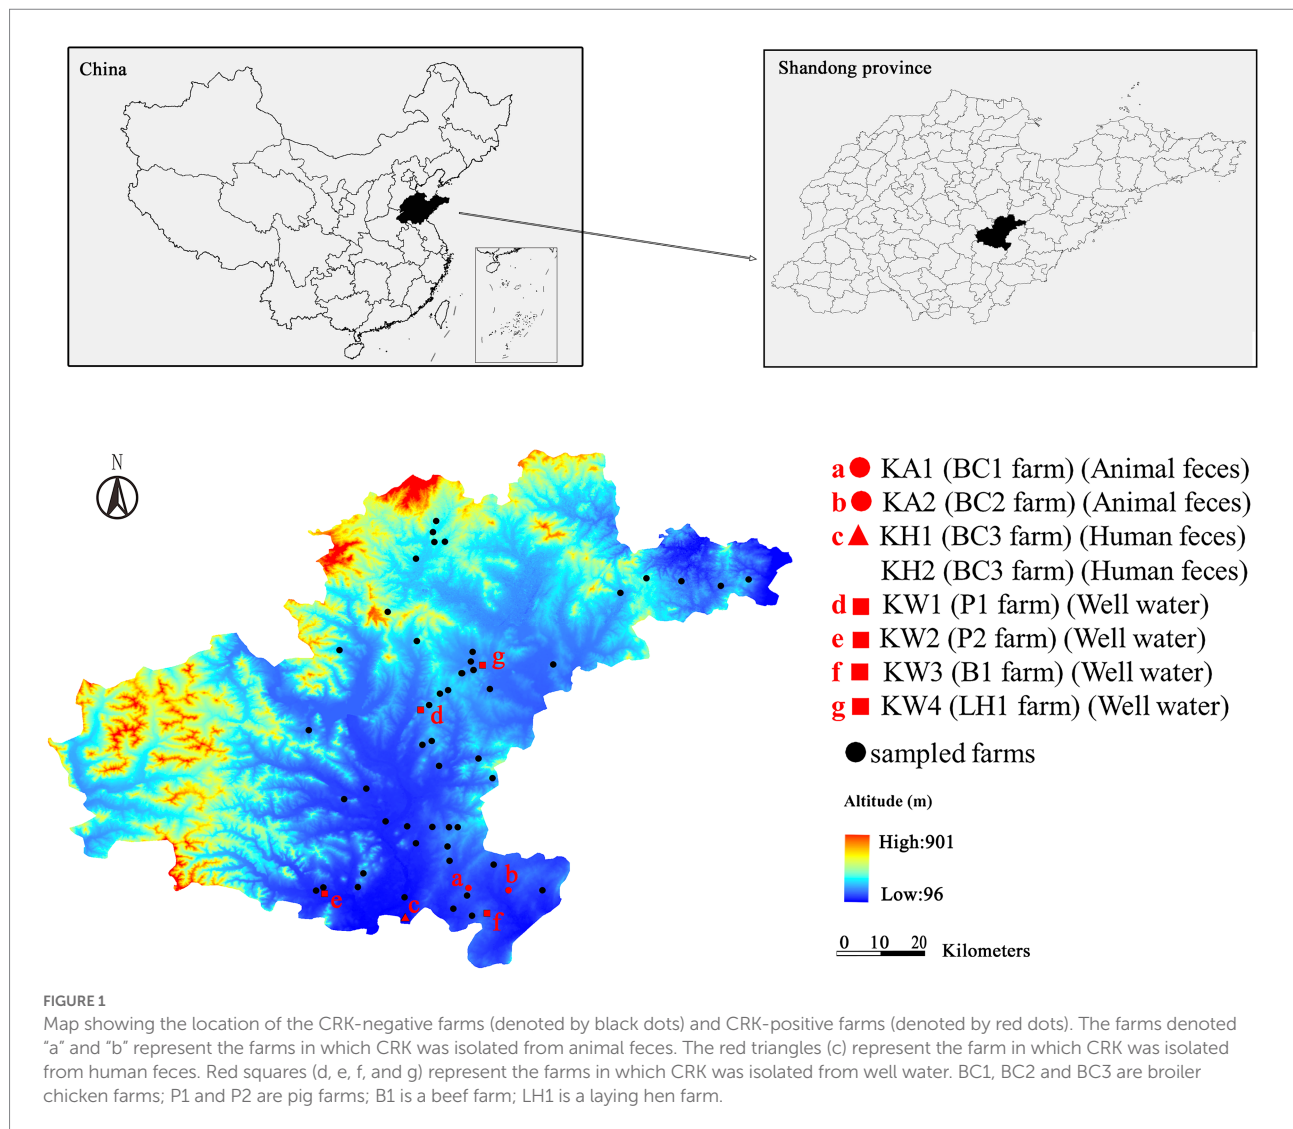 China
Shandong province
N
a KA1 (BC1 farm) (Animal feces)
b KA2 (BC2 farm) (Animal feces)
c KH1 (BC3 farm) (Human feces)
KH2 (BC3 farm) (Human feces)
d KW1 (P1 farm) (Well water)
e KW2 (P2 farm) (Well water)
f KW3 (B1 farm) (Well water)
g KW4 (LH1 farm) (Well water)
sampled farms
Altitude (m)
High:901
Low:96
0 10 20
Kilometers
g
d
a
b
e
c
f
FIGURE 1
Map showing the location of the CRK-negative farms (denoted by black dots) and CRK-positive farms (denoted by red dots). The farms denoted
“a” and “b” represent the farms in which CRK was isolated from animal feces. The red triangles (c) represent the farm in which CRK was isolated
from human feces. Red squares (d, e, f, and g) represent the farms in which CRK was isolated from well water. BC1, BC2 and BC3 are broiler
chicken farms; P1 and P2 are pig farms; B1 is a beef farm; LH1 is a laying hen farm.